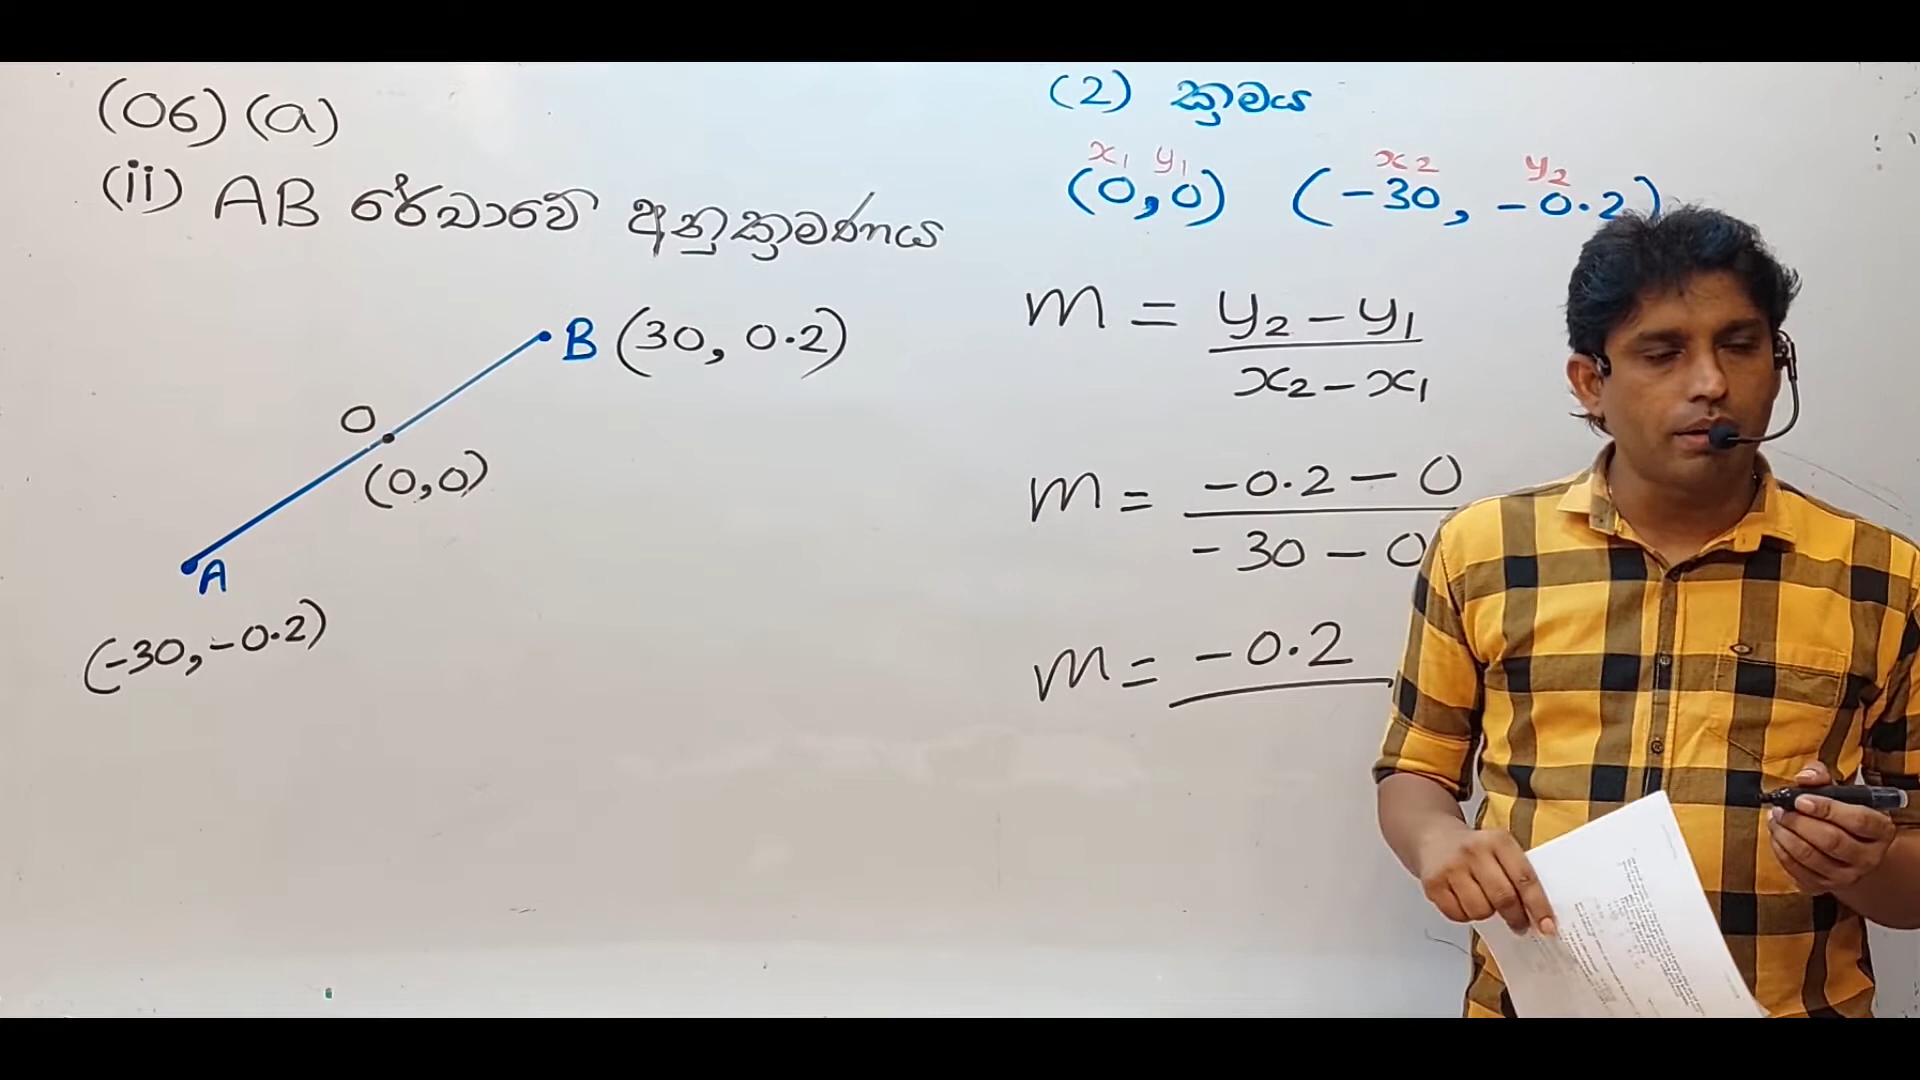 (06) (a)
(ii) AB රේඛාවේ අනුක්‍රමණය
B (30, 0.2)
O
(0,0)
A
(-30, -0.2)
(2) ක්‍රමය
x₁ y₁ x₂ y₂
(0,0) (-30, -0.2)
m = y₂ - y₁
x₂ - x₁
m = -0.2 - 0
-30 - 0
m = -0.2